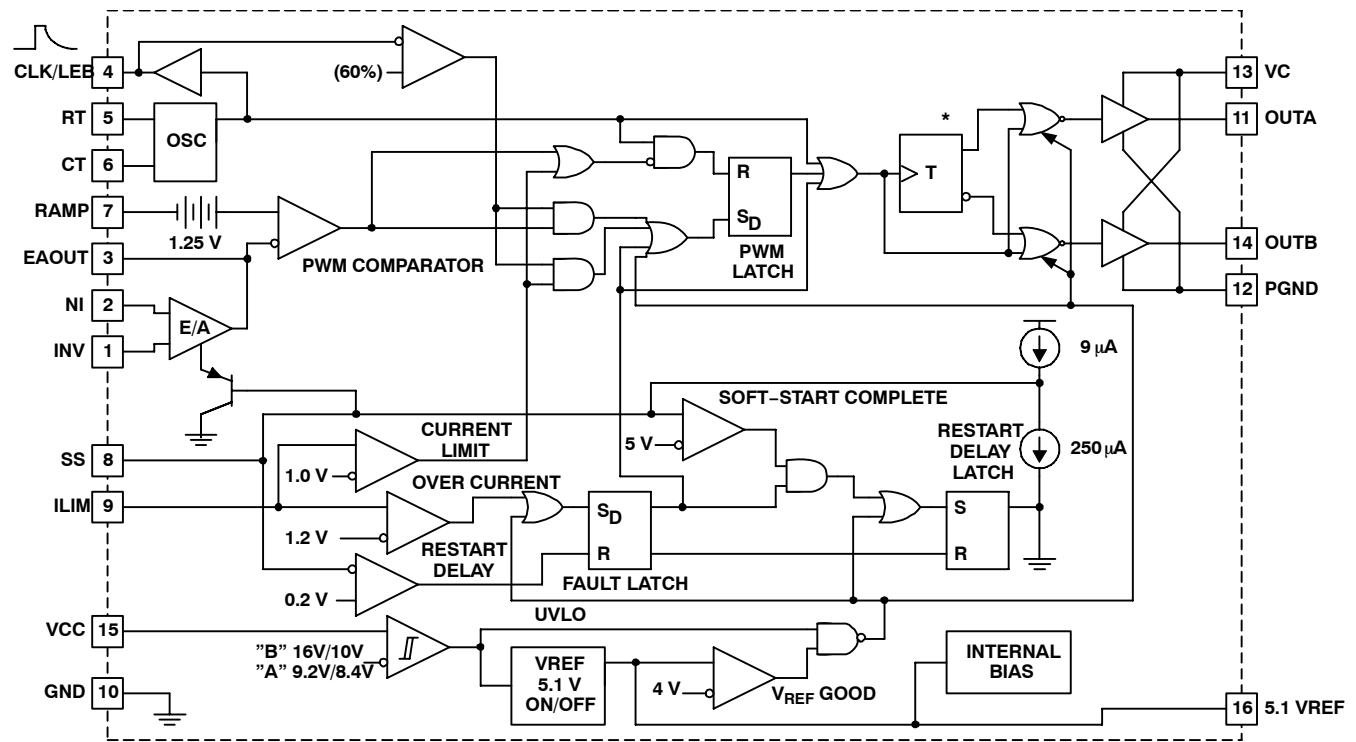 CLK/LEB 4
(60%)
13 VC
RT 5
OSC
*
11 OUTA
CT 6
R
T
RAMP 7
1.25 V
SD
EAOUT 3
PWM COMPARATOR
PWM
LATCH
14 OUTB
NI 2
12 PGND
E/A
INV 1
9 μA
SOFT−START COMPLETE
CURRENT
LIMIT
5 V
RESTART
DELAY
LATCH
250 μA
SS 8
1.0 V
OVER CURRENT
ILIM 9
SD
S
1.2 V
RESTART
DELAY
R
R
FAULT LATCH
0.2 V
UVLO
VCC 15
”B” 16V/10V
”A” 9.2V/8.4V
VREF
5.1 V
ON/OFF
INTERNAL
BIAS
4 V
VREF GOOD
GND 10
16 5.1 VREF